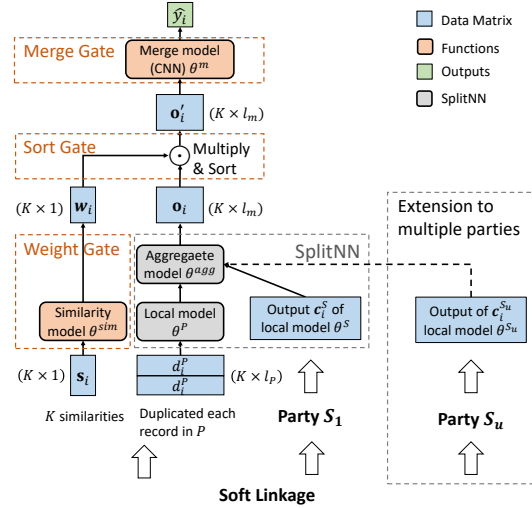 ŷᵢ
Data Matrix
Functions
Outputs
SplitNN
Merge Gate
Merge model
(CNN) θᵐ
o′ᵢ
(K × lₘ)
Sort Gate
Multiply
& Sort
(K × 1)
wᵢ
oᵢ
(K × lₘ)
Weight Gate
SplitNN
Extension to
multiple parties
Aggregaete
model θᵃᵍᵍ
Similarity
model θˢⁱᵐ
Local model
θᴾ
Output cᵢˢ of
local model θˢ
Output of cᵢˢᵘ
local model θˢᵘ
(K × 1)
sᵢ
dᵢᴾ
dᵢᴾ
(K × l_P)
K similarities
Duplicated each
record in P
Party S₁
Party Sᵤ
Soft Linkage